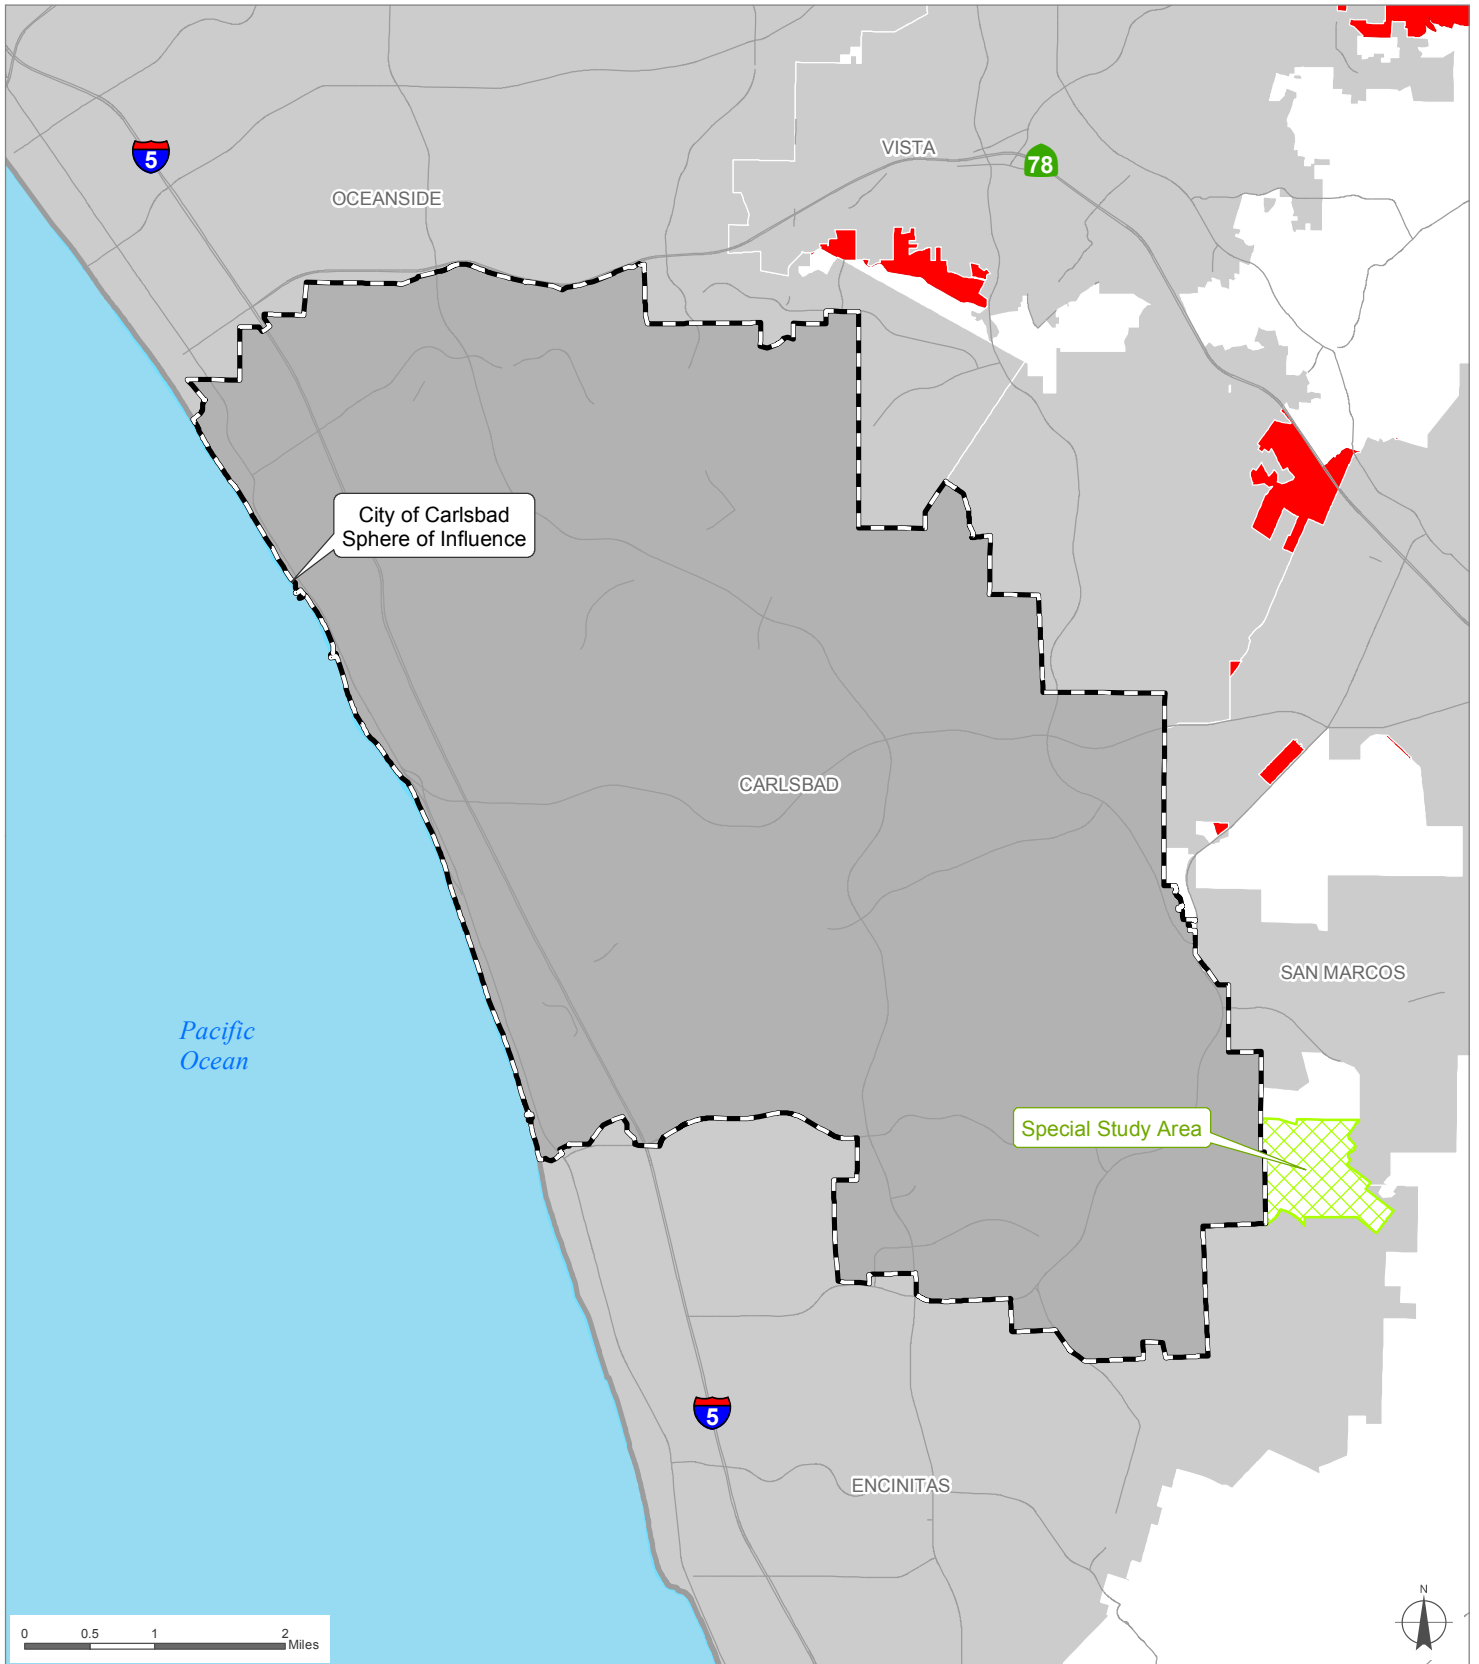 5
VISTA
78
OCEANSIDE
City of Carlsbad
Sphere of Influence
CARLSBAD
SAN MARCOS
Pacific
Ocean
Special Study Area
5
ENCINITAS
N
0 0.5 1 2
Miles